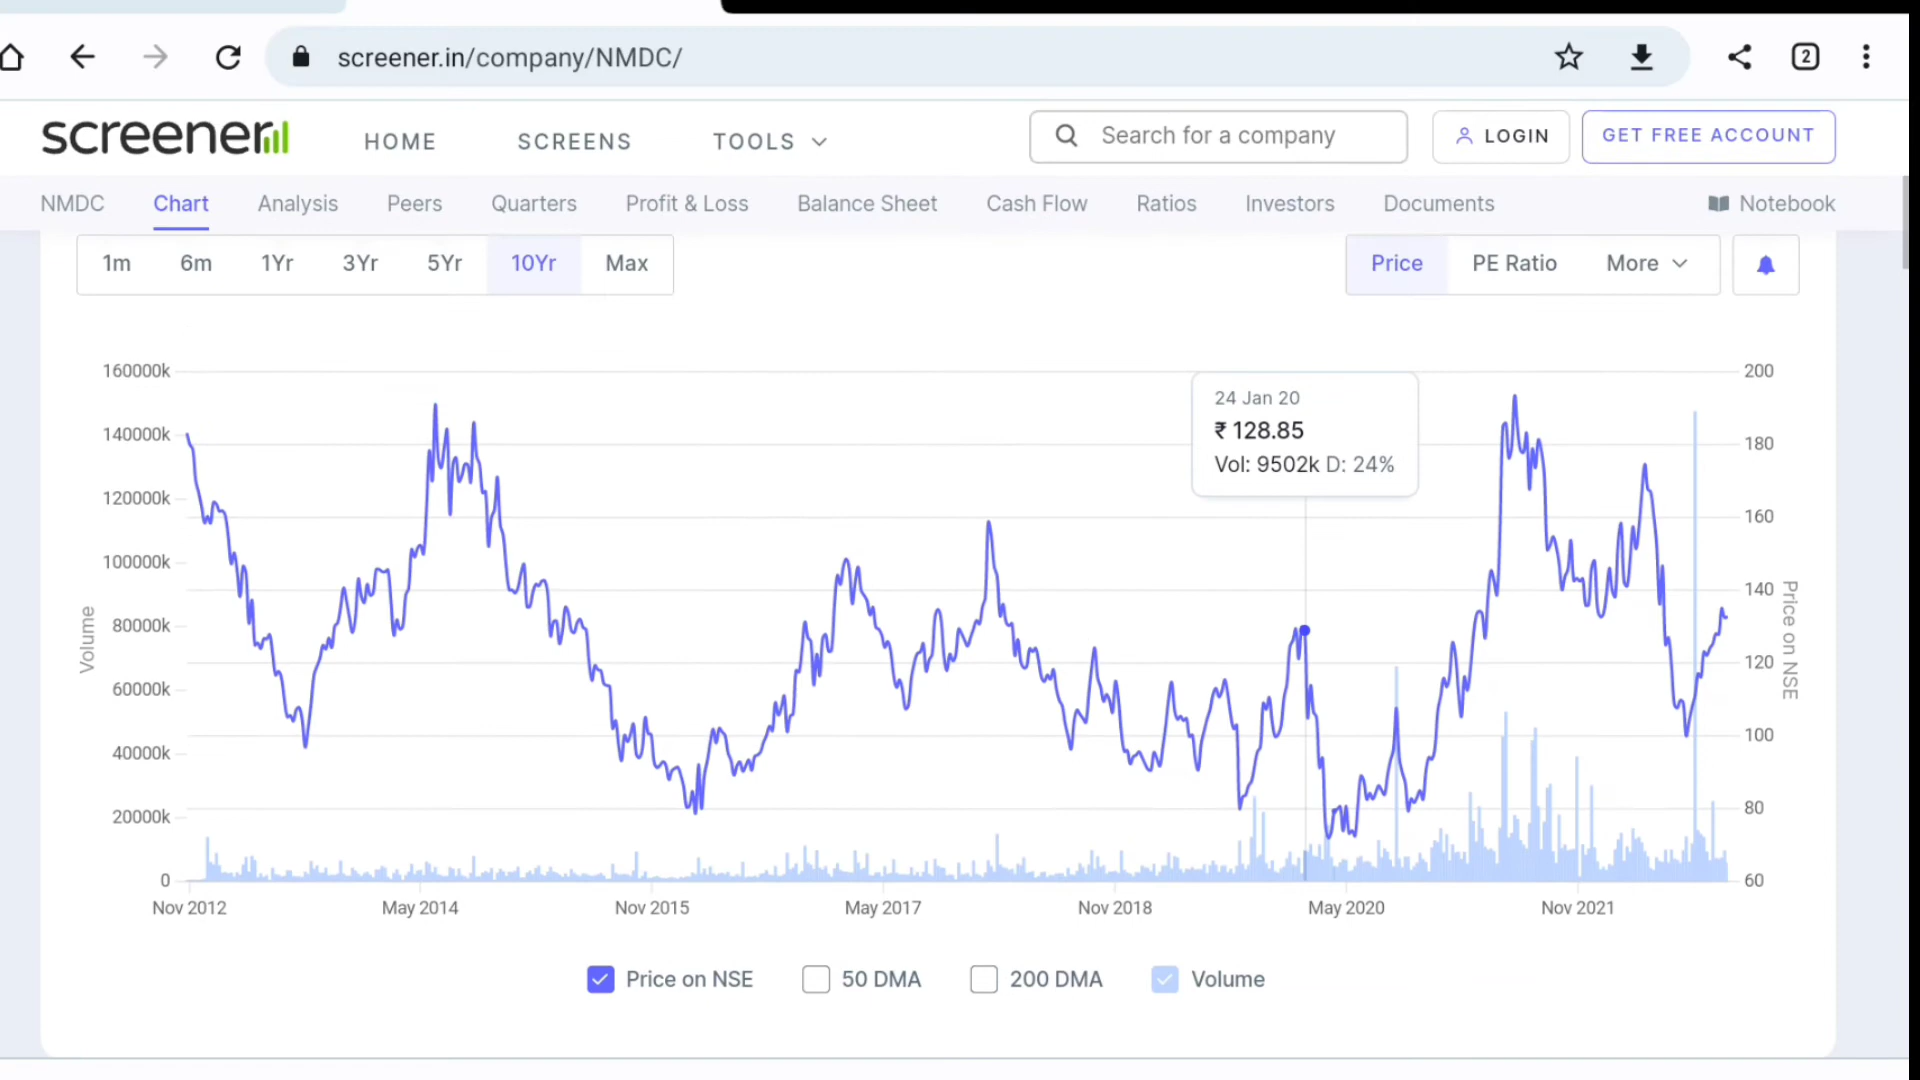 screener.in/company/NMDC/
2
screener
HOME
SCREENS
TOOLS
Search for a company
LOGIN
GET FREE ACCOUNT
NMDC
Chart
Analysis
Peers
Quarters
Profit & Loss
Balance Sheet
Cash Flow
Ratios
Investors
Documents
Notebook
1m
6m
1Yr
3Yr
5Yr
10Yr
Max
Price
PE Ratio
More
160000k
140000k
120000k
100000k
80000k
60000k
40000k
20000k
0
Volume
24 Jan 20
₹ 128.85
Vol: 9502k D: 24%
200
180
160
140
120
100
80
60
Price on NSE
Nov 2012
May 2014
Nov 2015
May 2017
Nov 2018
May 2020
Nov 2021
Price on NSE
50 DMA
200 DMA
Volume